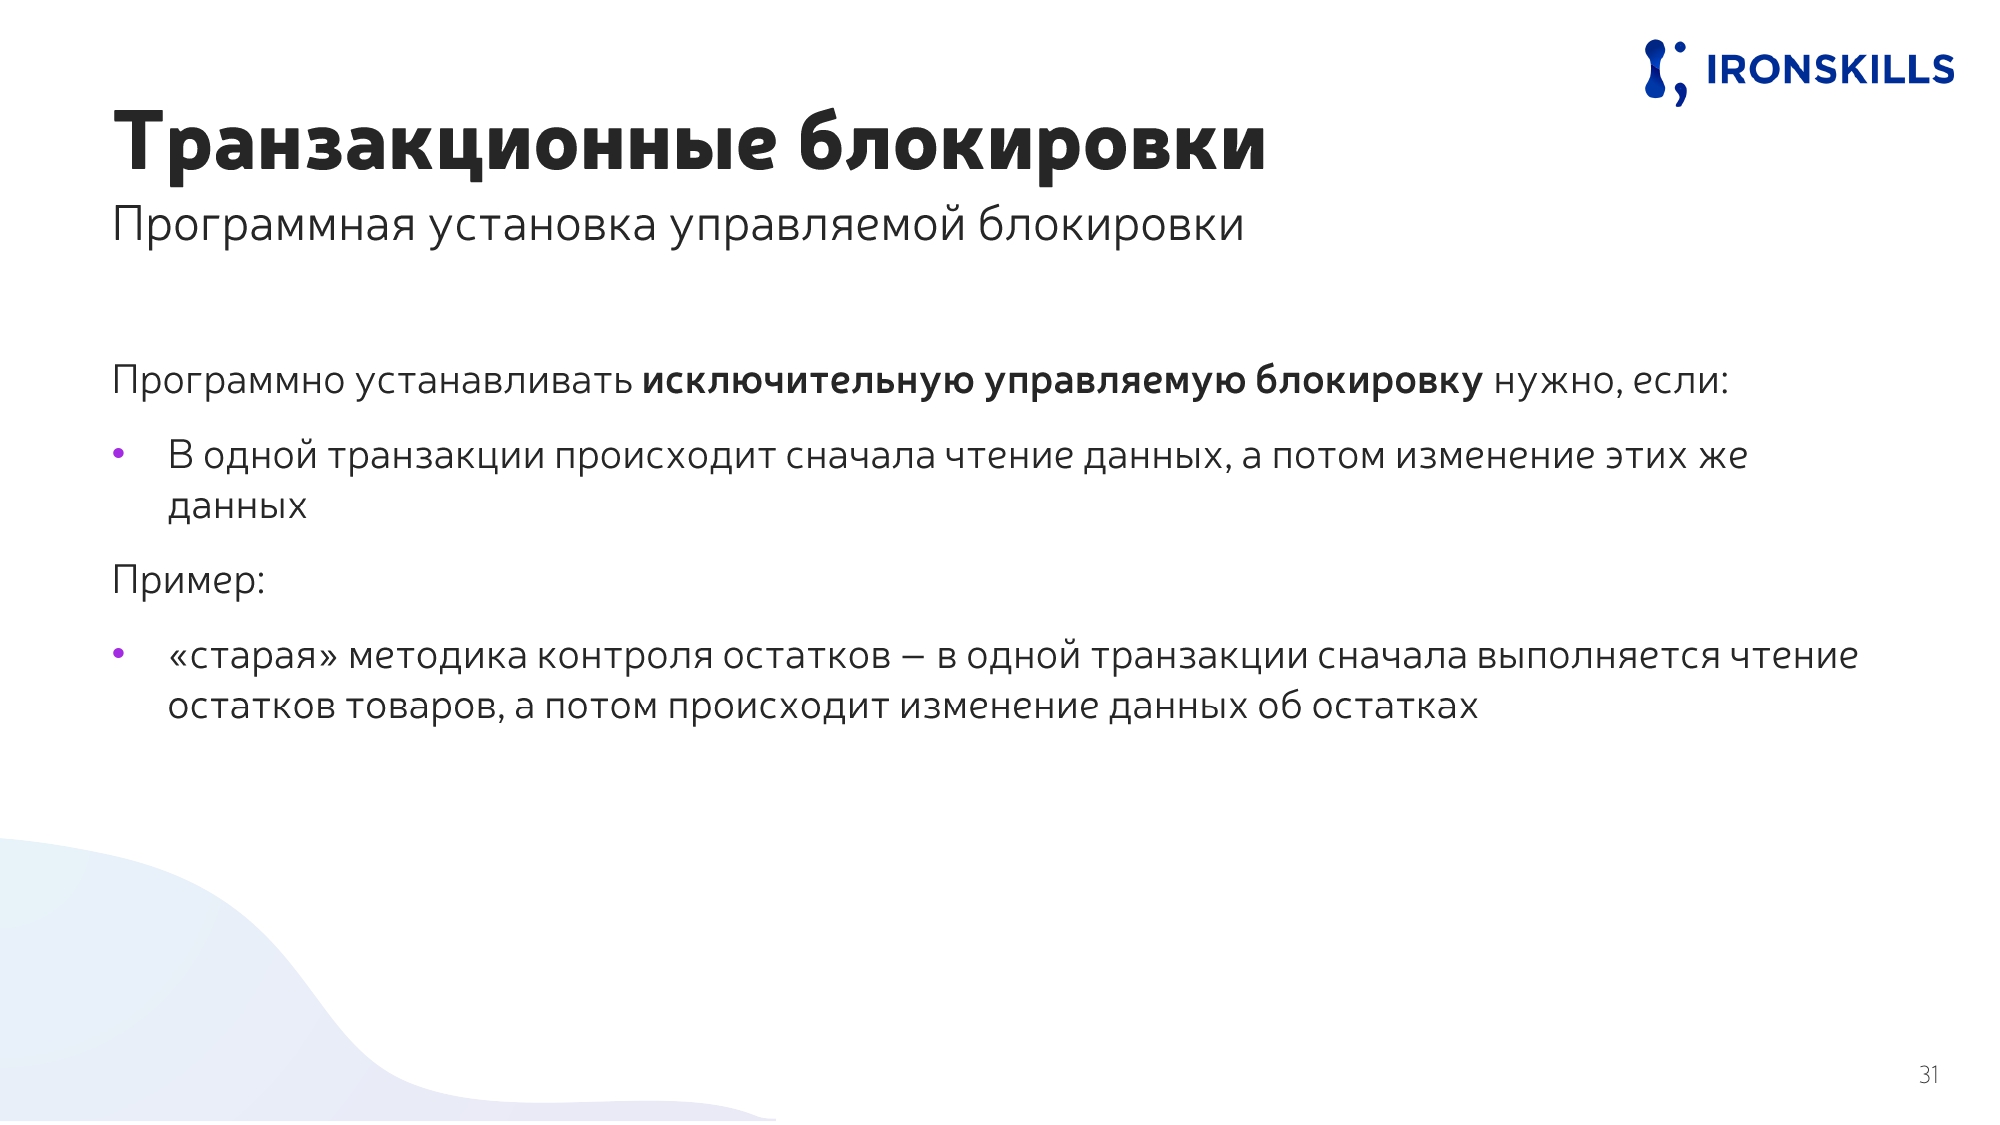 IRONSKILLS
Транзакционные блокировки
Программная установка управляемой блокировки
Программно устанавливать исключительную управляемую блокировку нужно, если:
• В одной транзакции происходит сначала чтение данных, а потом изменение этих же
данных
Пример:
• «старая» методика контроля остатков – в одной транзакции сначала выполняется чтение
остатков товаров, а потом происходит изменение данных об остатках
31